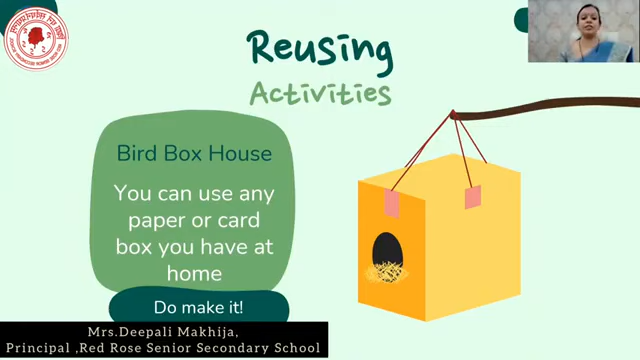 Reusing
Activities
Bird Box House
You can use any
paper or card
box you have at
home
Do make it!
Mrs.Deepali Makhija,
Principal ,Red Rose Senior Secondary School